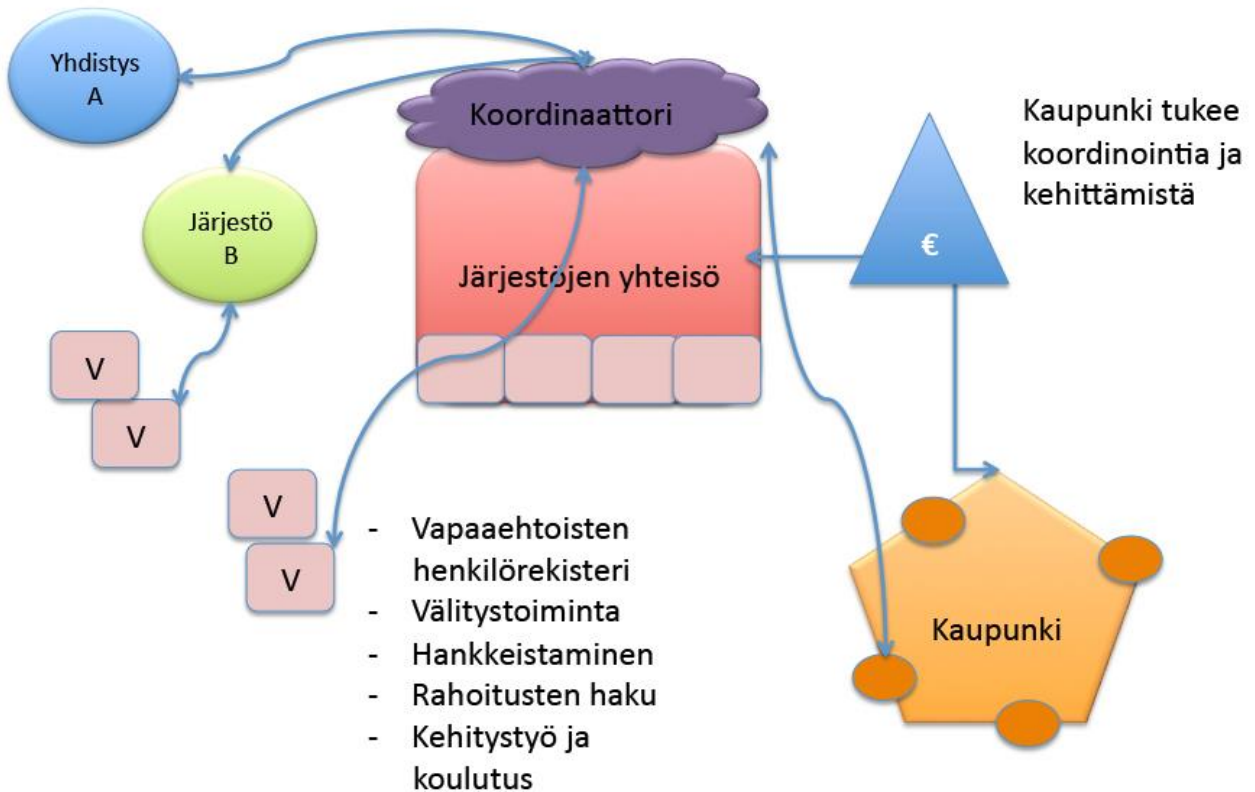 Yhdistys
A
Koordinaattori
Kaupunki tukee
koordinointia ja
kehittämistä
Järjestö
B
€
Järjestöjen yhteisö
V
V
V
V
- Vapaaehtoisten
henkilörekisteri
- Välitystoiminta
- Hankkeistaminen
- Rahoitusten haku
- Kehitystyö ja
koulutus
Kaupunki